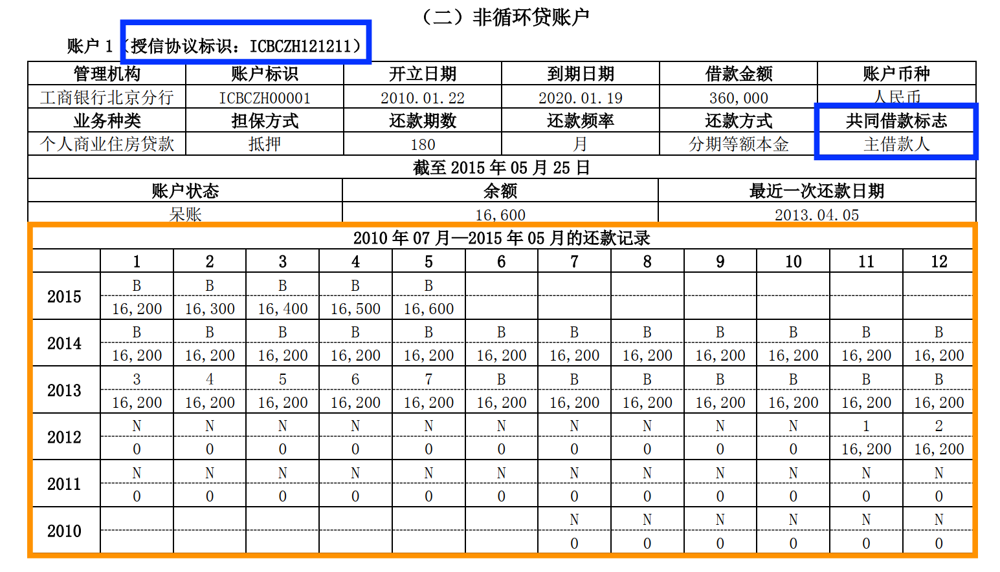 （二）非循环贷账户
账户 1（授信协议标识：ICBCZH121211）
管理机构 账户标识 开立日期 到期日期 借款金额 账户币种
工商银行北京分行 ICBCZH00001 2010.01.22 2020.01.19 360,000 人民币
业务种类 担保方式 还款期数 还款频率 还款方式 共同借款标志
个人商业住房贷款 抵押 180 月 分期等额本金 主借款人
截至 2015 年 05 月 25 日
账户状态 余额 最近一次还款日期
呆账 16,600 2013.04.05
2010 年 07 月—2015 年 05 月的还款记录
1 2 3 4 5 6 7 8 9 10 11 12
2015 B B B B B
16,200 16,300 16,400 16,500 16,600
2014 B B B B B B B B B B B B
16,200 16,200 16,200 16,200 16,200 16,200 16,200 16,200 16,200 16,200 16,200 16,200
2013 3 4 5 6 7 B B B B B B B
16,200 16,200 16,200 16,200 16,200 16,200 16,200 16,200 16,200 16,200 16,200 16,200
2012 N N N N N N N N N N 1 2
0 0 0 0 0 0 0 0 0 0 16,200 16,200
2011 N N N N N N N N N N N N
0 0 0 0 0 0 0 0 0 0 0 0
2010 N N N N N N
0 0 0 0 0 0